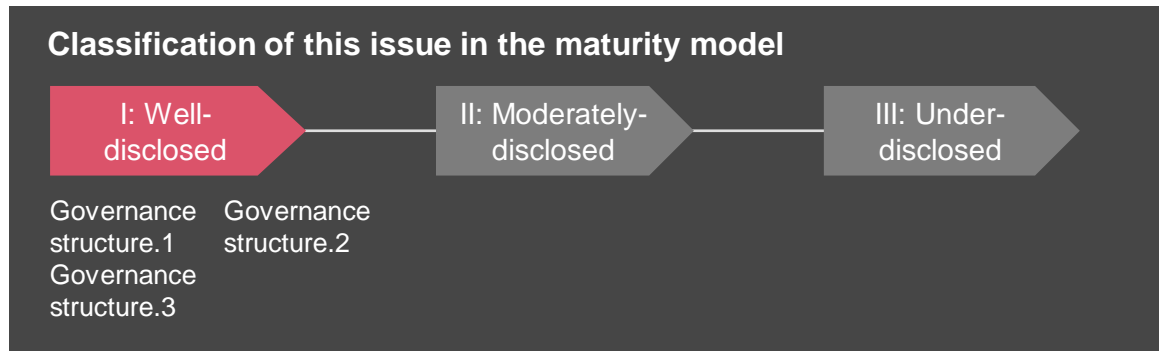 Classification of this issue in the maturity model
I: Well-
disclosed
II: Moderately-
disclosed
III: Under-
disclosed
Governance
structure.1
Governance
structure.2
Governance
structure.3